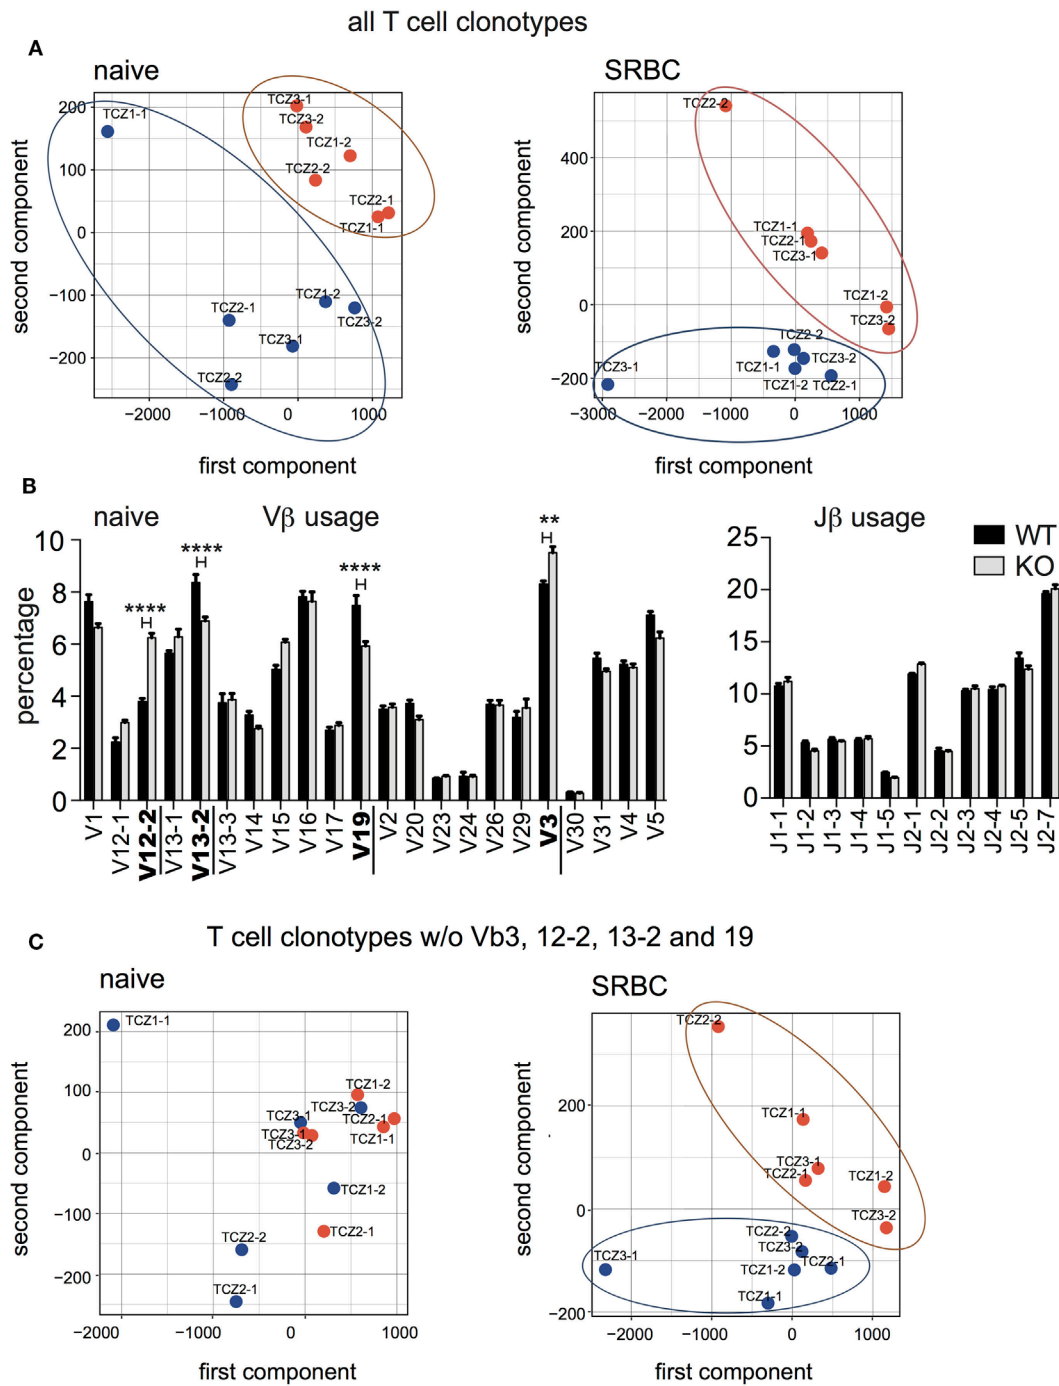 all T cell clonotypes
A
naive
SRBC
second component
200
100
0
−100
−200
TCZ1-1
TCZ3-1
TCZ3-2
TCZ1-2
TCZ2-2
TCZ2-1
TCZ1-1
TCZ2-1
TCZ1-2
TCZ3-2
TCZ3-1
TCZ2-2
−2000
−1000
0
1000
first component
second component
400
200
0
−200
TCZ2-2
TCZ1-1
TCZ2-1
TCZ3-1
TCZ1-2
TCZ3-2
TCZ2-2
TCZ3-1
TCZ1-1
TCZ3-2
TCZ1-2
TCZ2-1
−3000
−2000
−1000
0
1000
first component
B
naive
Vβ usage
percentage
10
8
6
4
2
0
****
****
****
**
V1
V12-1
V12-2
V13-1
V13-2
V13-3
V14
V15
V16
V17
V19
V2
V20
V23
V24
V26
V29
V3
V30
V31
V4
V5
Jβ usage
WT
KO
25
20
15
10
5
0
J1-1
J1-2
J1-3
J1-4
J1-5
J2-1
J2-2
J2-3
J2-4
J2-5
J2-7
C
T cell clonotypes w/o Vb3, 12-2, 13-2 and 19
naive
SRBC
second component
200
100
0
−100
−200
TCZ1-1
TCZ1-2
TCZ3-2
TCZ3-1
TCZ2-1
TCZ3-1
TCZ1-1
TCZ3-2
TCZ1-2
TCZ2-1
TCZ2-2
TCZ2-1
−2000
−1000
0
1000
first component
second component
200
0
−200
TCZ2-2
TCZ1-1
TCZ3-1
TCZ2-1
TCZ1-2
TCZ3-2
TCZ2-2
TCZ3-2
TCZ3-1
TCZ2-1
TCZ1-2
TCZ1-1
−2000
−1000
0
1000
first component